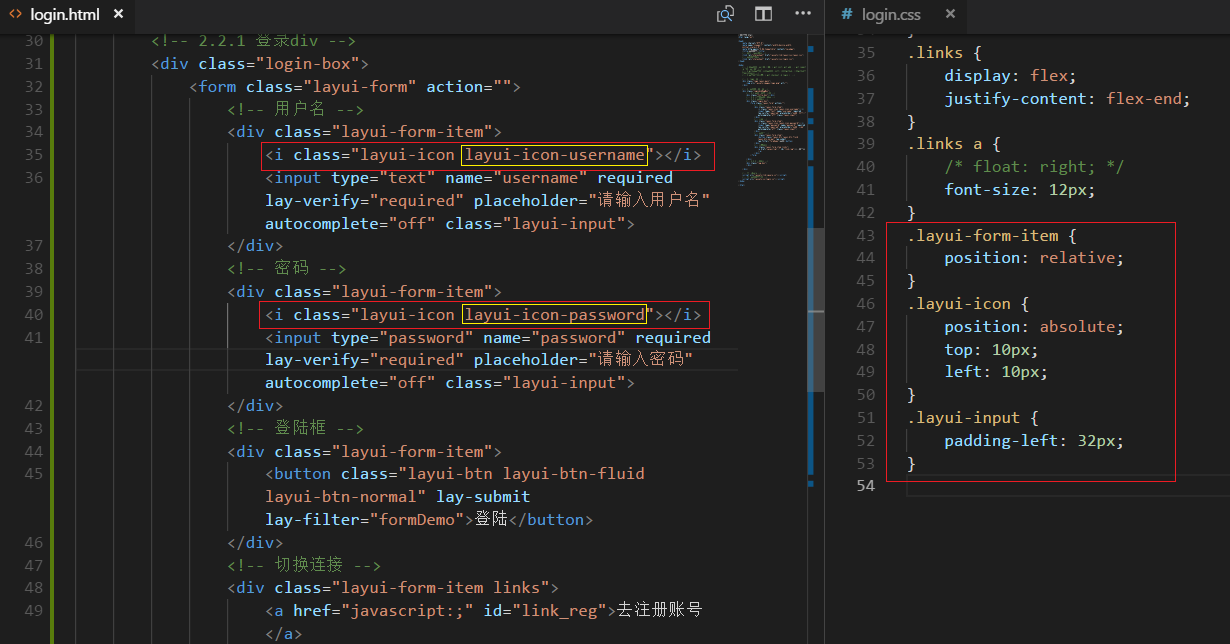 login.html
login.css
30 <!-- 2.2.1 登录div -->
31 <div class="login-box">
32 <form class="layui-form" action="">
33 <!-- 用户名 -->
34 <div class="layui-form-item">
35 <i class="layui-icon layui-icon-username"></i>
36 <input type="text" name="username" required
lay-verify="required" placeholder="请输入用户名"
autocomplete="off" class="layui-input">
37 </div>
38 <!-- 密码 -->
39 <div class="layui-form-item">
40 <i class="layui-icon layui-icon-password"></i>
41 <input type="password" name="password" required
lay-verify="required" placeholder="请输入密码"
autocomplete="off" class="layui-input">
42 </div>
43 <!-- 登陆框 -->
44 <div class="layui-form-item">
45 <button class="layui-btn layui-btn-fluid
layui-btn-normal" lay-submit
lay-filter="formDemo">登陆</button>
46 </div>
47 <!-- 切换连接 -->
48 <div class="layui-form-item links">
49 <a href="javascript:;" id="link_reg">去注册账号
</a>
35 .links {
36 display: flex;
37 justify-content: flex-end;
38 }
39 .links a {
40 /* float: right; */
41 font-size: 12px;
42 }
43 .layui-form-item {
44 position: relative;
45 }
46 .layui-icon {
47 position: absolute;
48 top: 10px;
49 left: 10px;
50 }
51 .layui-input {
52 padding-left: 32px;
53 }
54